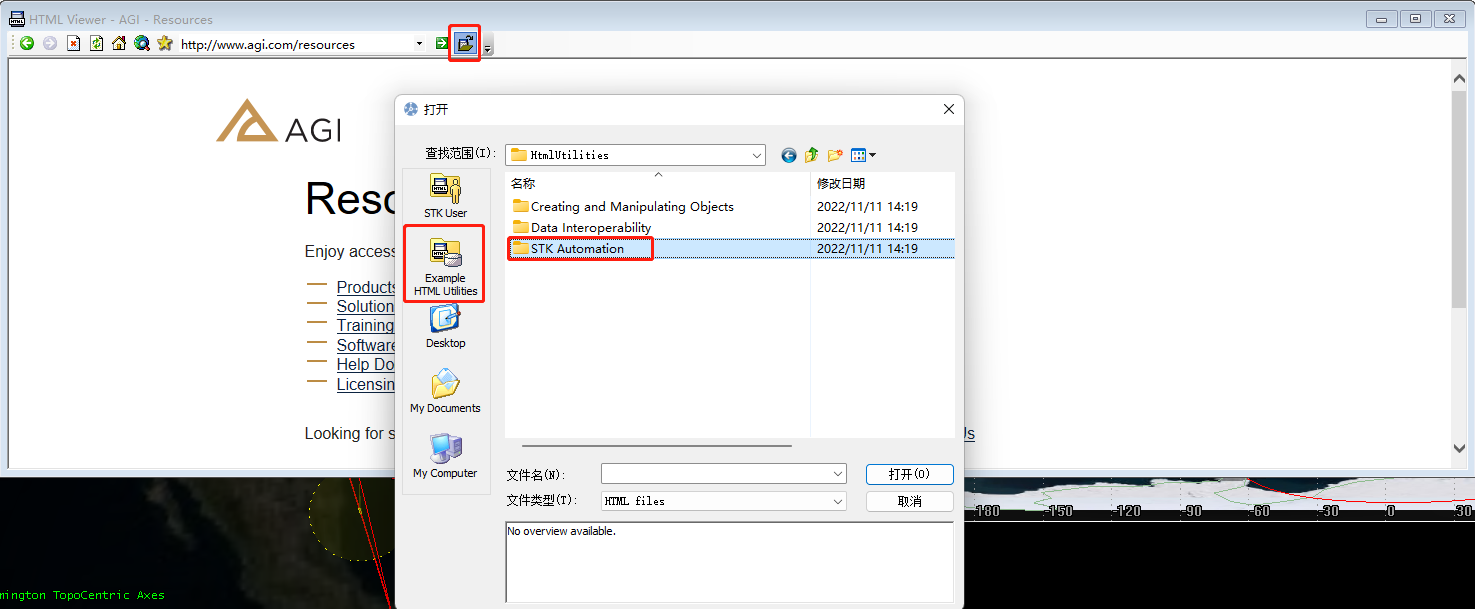 HTML Viewer - AGI - Resources
http://www.agi.com/resources
AGI
Reso
Enjoy acces
Products
Solution
Training
Software
Help Do
Licensin
Looking for s
Us
打开
查找范围(I):
HtmlUtilities
STK User
Example
HTML Utilities
Desktop
My Documents
My Computer
名称
修改日期
Creating and Manipulating Objects
2022/11/11 14:19
Data Interoperability
2022/11/11 14:19
STK Automation
2022/11/11 14:19
文件名(N):
打开(O)
文件类型(T):
HTML files
取消
No overview available.
-180
-150
-120
-90
-60
-30
0
30
mington TopoCentric Axes